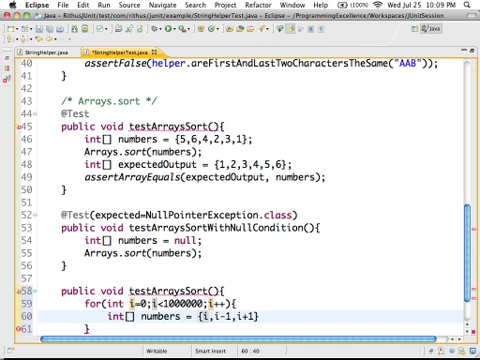 Eclipse File Edit Source Refactor Navigate Search Project Run Window Help Wed Jul 25 10:09 PM
Java - RithusJUnit/test/com/rithus/junit/example/StringHelperTest.java - Eclipse - /ProgrammingExcellence/Workspaces/JUnitSession
StringHelper.java *StringHelperTest.java
40 assertFalse(helper.areFirstAndLastTwoCharactersTheSame("AAB"));
41 }
42
43 /* Arrays.sort */
44 @Test
45 public void testArraysSort(){
46 int[] numbers = {5,6,4,2,3,1};
47 Arrays.sort(numbers);
48 int[] expectedOutput = {1,2,3,4,5,6};
49 assertArrayEquals(expectedOutput, numbers);
50 }
51
52 @Test(expected=NullPointerException.class)
53 public void testArraysSortWithNullCondition(){
54 int[] numbers = null;
55 Arrays.sort(numbers);
56 }
57
58 public void testArraysSort(){
59 for(int i=0;i<1000000;i++){
60 int[] numbers = {i,i-1,i+1}
61 }
Writable Smart Insert 60 : 40